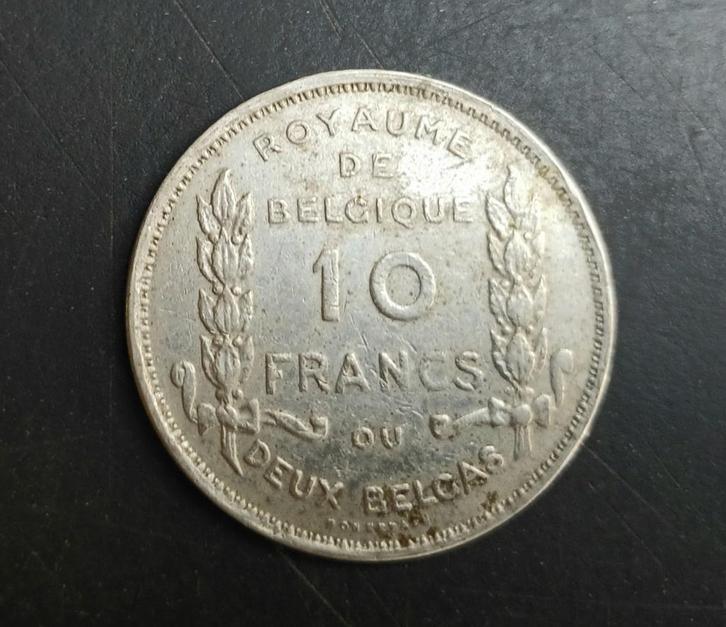 ROYAUME
DE
BELGIQUE
10
FRANCS
OU
DEUX BELGAS